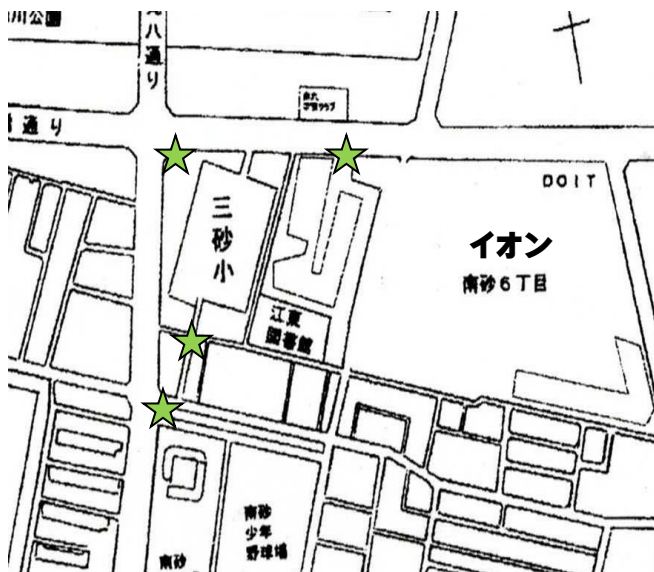 川公園
八通り
通り
DOIT
三砂小
イオン
南砂6丁目
江東
図書館
南砂
少年
野球場
南砂